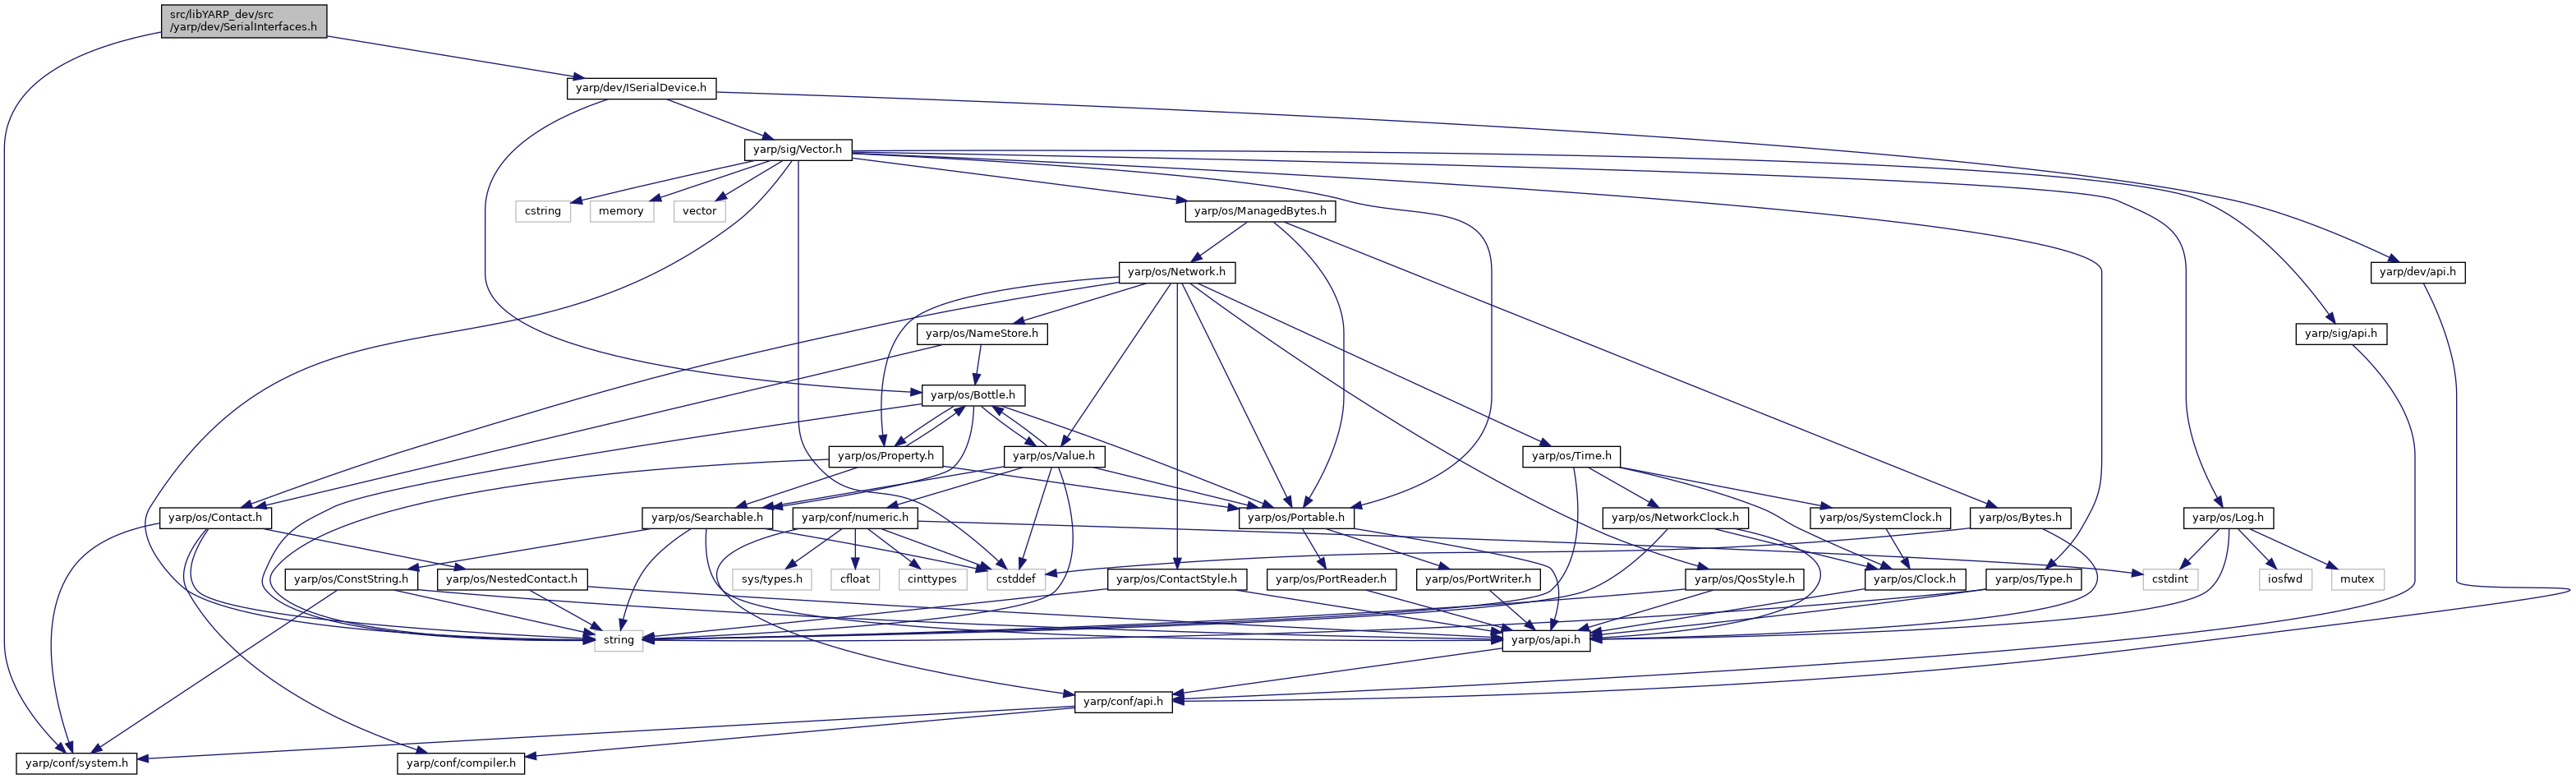 src/libYARP_dev/src
/yarp/dev/SerialInterfaces.h
yarp/dev/ISerialDevice.h
yarp/sig/Vector.h
cstring
memory
vector
yarp/os/ManagedBytes.h
yarp/os/Network.h
yarp/dev/api.h
yarp/os/NameStore.h
yarp/sig/api.h
yarp/os/Bottle.h
yarp/os/Property.h
yarp/os/Value.h
yarp/os/Time.h
yarp/os/Contact.h
yarp/os/Searchable.h
yarp/conf/numeric.h
yarp/os/Portable.h
yarp/os/NetworkClock.h
yarp/os/SystemClock.h
yarp/os/Bytes.h
yarp/os/Log.h
yarp/os/ConstString.h
yarp/os/NestedContact.h
sys/types.h
cfloat
cinttypes
cstddef
yarp/os/ContactStyle.h
yarp/os/PortReader.h
yarp/os/PortWriter.h
yarp/os/QosStyle.h
yarp/os/Clock.h
yarp/os/Type.h
cstdint
iosfwd
mutex
string
yarp/os/api.h
yarp/conf/api.h
yarp/conf/system.h
yarp/conf/compiler.h